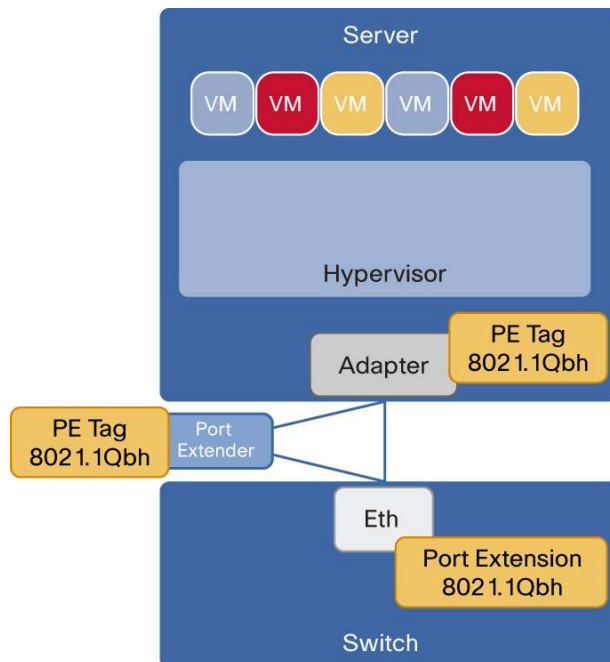 Server
VM VM VM VM VM VM
Hypervisor
PE Tag
8021.1Qbh
Adapter
PE Tag
8021.1Qbh
Port
Extender
Eth
Port Extension
8021.1Qbh
Switch